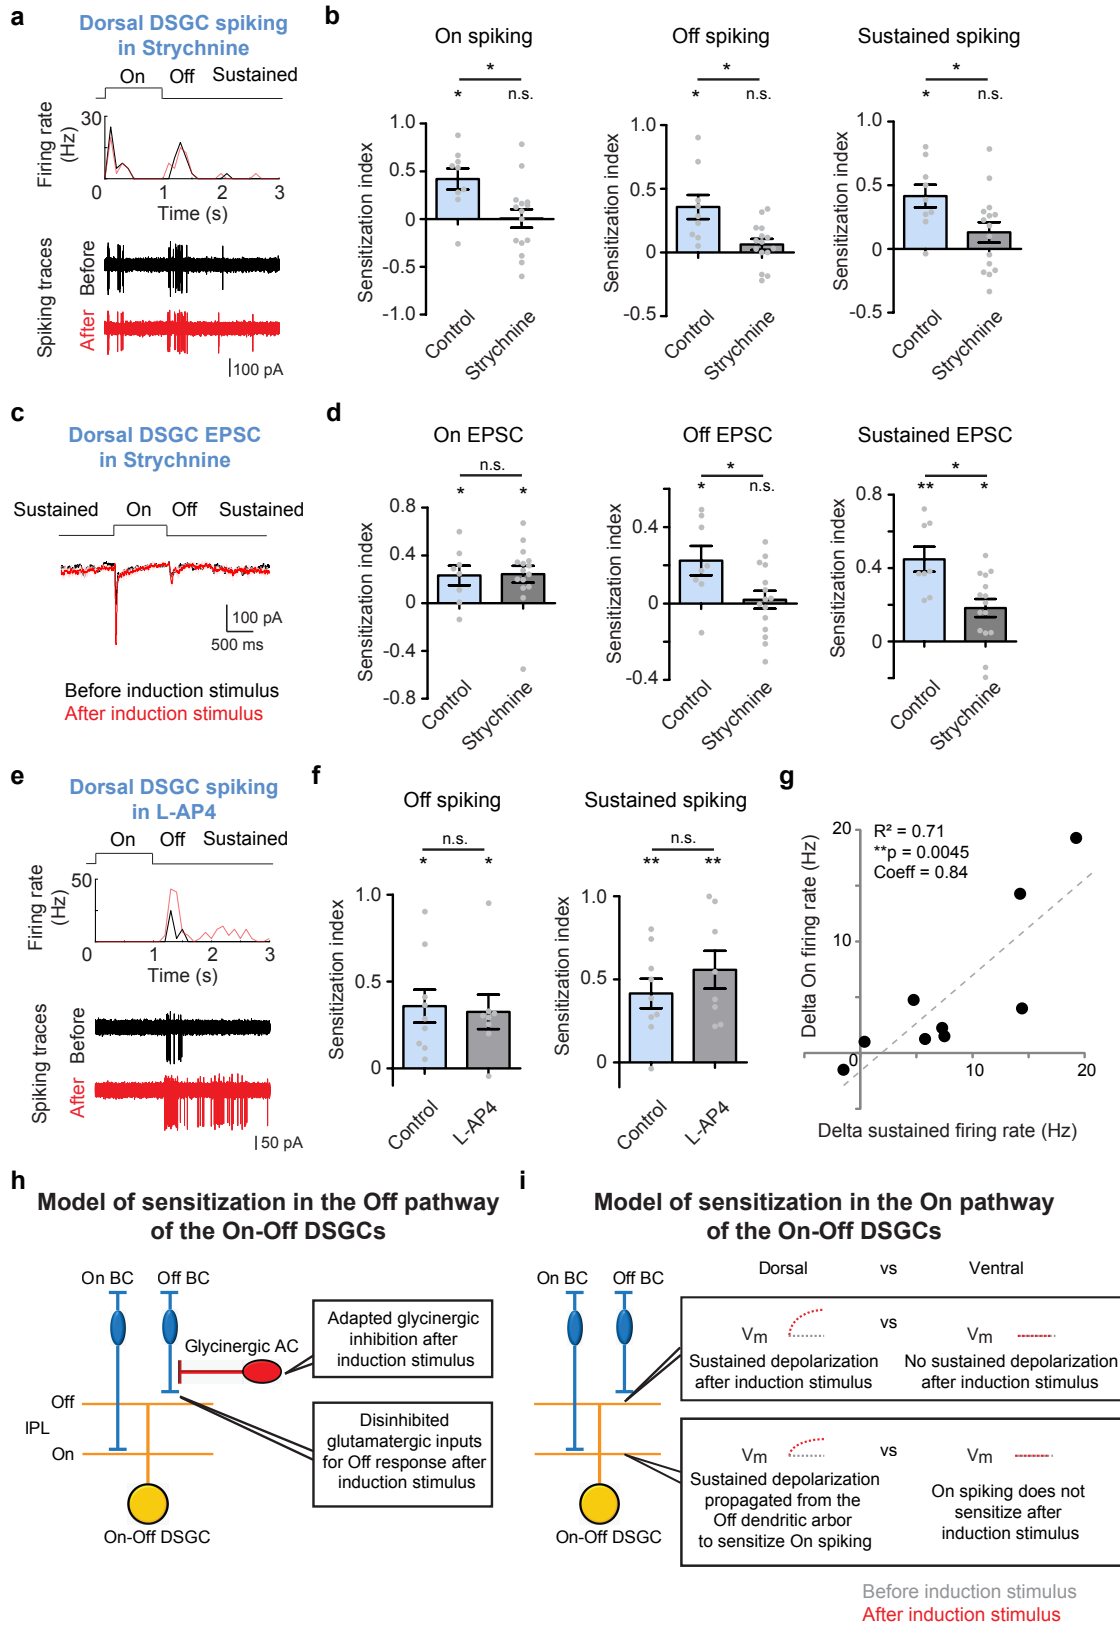 a
Dorsal DSGC spiking
in Strychnine
On Off Sustained
30
Firing rate
(Hz)
0 1 2 3
Time (s)
Spiking traces
Before
After
100 pA
b
On spiking
*
* n.s.
1.0
0.5
0
-0.5
-1.0
Sensitization index
Control
Strychnine
Off spiking
*
* n.s.
1.0
0.5
0
-0.5
Sensitization index
Control
Strychnine
Sustained spiking
*
* n.s.
1.0
0.5
0
-0.5
Sensitization index
Control
Strychnine
c
Dorsal DSGC EPSC
in Strychnine
Sustained On Off Sustained
100 pA
500 ms
Before induction stimulus
After induction stimulus
d
On EPSC
n.s.
* *
0.8
0.4
0
-0.4
-0.8
Sensitization index
Control
Strychnine
Off EPSC
*
* n.s.
0.4
0
-0.4
Sensitization index
Control
Strychnine
Sustained EPSC
*
** *
0.8
0.4
0
Sensitization index
Control
Strychnine
e
Dorsal DSGC spiking
in L-AP4
On Off Sustained
50
Firing rate
(Hz)
0 1 2 3
Time (s)
Spiking traces
Before
After
50 pA
f
Off spiking
n.s.
* *
1.0
0.5
0
Sensitization index
Control
L-AP4
Sustained spiking
n.s.
** **
1.0
0.5
0
Sensitization index
Control
L-AP4
g
R² = 0.71
**p = 0.0045
Coeff = 0.84
20
10
0 10 20
Delta On firing rate (Hz)
Delta sustained firing rate (Hz)
h
Model of sensitization in the Off pathway
of the On-Off DSGCs
On BC Off BC
Glycinergic AC
Off
IPL
On
On-Off DSGC
Adapted glycinergic
inhibition after
induction stimulus
Disinhibited
glutamatergic inputs
for Off response after
induction stimulus
i
Model of sensitization in the On pathway
of the On-Off DSGCs
On BC Off BC
On-Off DSGC
Dorsal vs Ventral
Vm vs Vm
Sustained depolarization
after induction stimulus
No sustained depolarization
after induction stimulus
Vm vs Vm
Sustained depolarization
propagated from the
Off dendritic arbor
to sensitize On spiking
On spiking does not
sensitize after
induction stimulus
Before induction stimulus
After induction stimulus